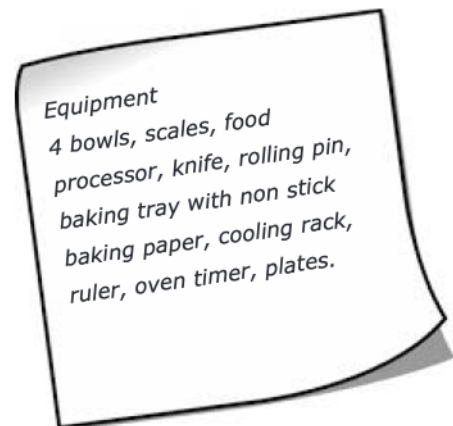 Equipment
4 bowls, scales, food
processor, knife, rolling pin,
baking tray with non stick
baking paper, cooling rack,
ruler, oven timer, plates.